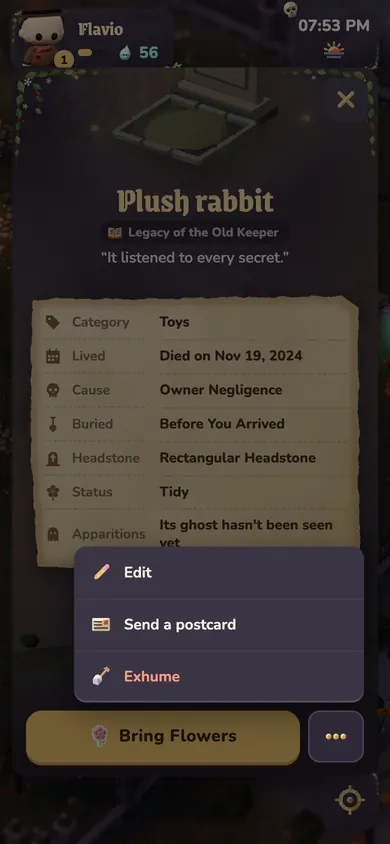 Flavio
1
56
07:53 PM
Plush rabbit
Legacy of the Old Keeper
“It listened to every secret.”
Category Toys
Lived Died on Nov 19, 2024
Cause Owner Negligence
Buried Before You Arrived
Headstone Rectangular Headstone
Status Tidy
Apparitions Its ghost hasn't been seen
yet
Edit
Send a postcard
Exhume
Bring Flowers